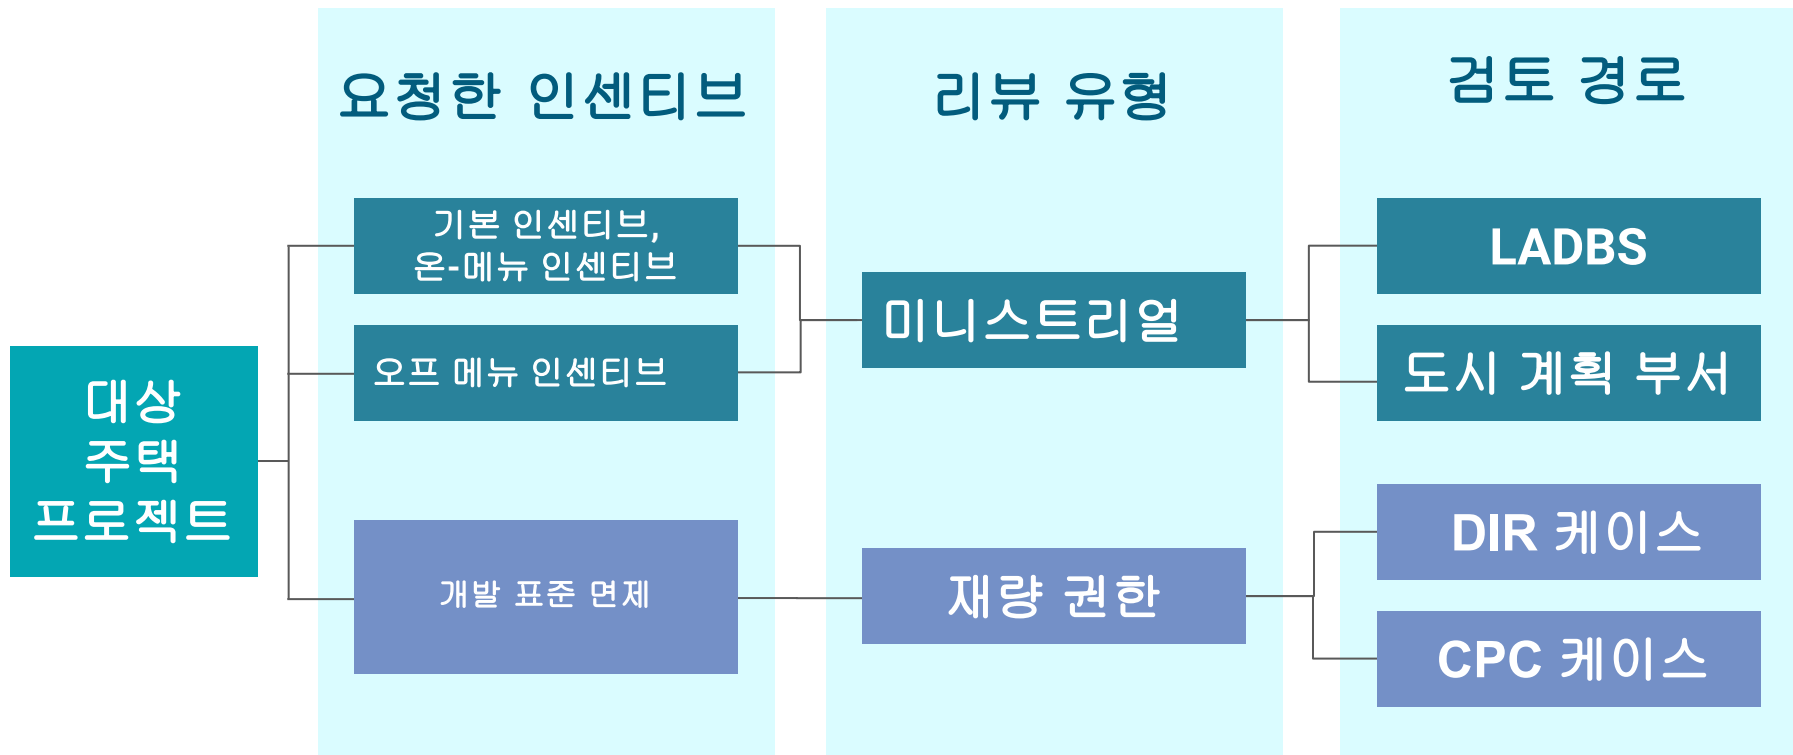 요청한 인센티브
리뷰 유형
검토 경로
대상
주택
프로젝트
기본 인센티브,
온-메뉴 인센티브
오프 메뉴 인센티브
개발 표준 면제
미니스트리얼
재량 권한
LADBS
도시 계획 부서
DIR 케이스
CPC 케이스